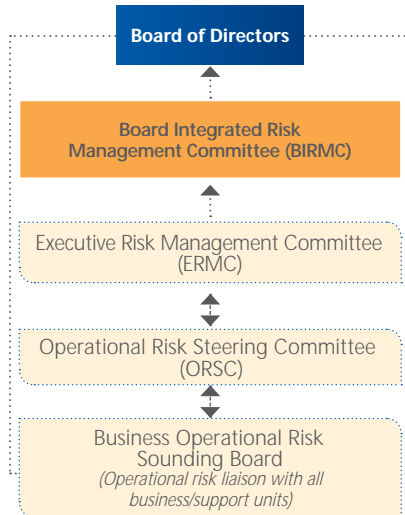 Board of Directors
Board Integrated Risk
Management Committee (BIRMC)
Executive Risk Management Committee
(ERMC)
Operational Risk Steering Committee
(ORSC)
Business Operational Risk
Sounding Board
(Operational risk liaison with all
business/support units)